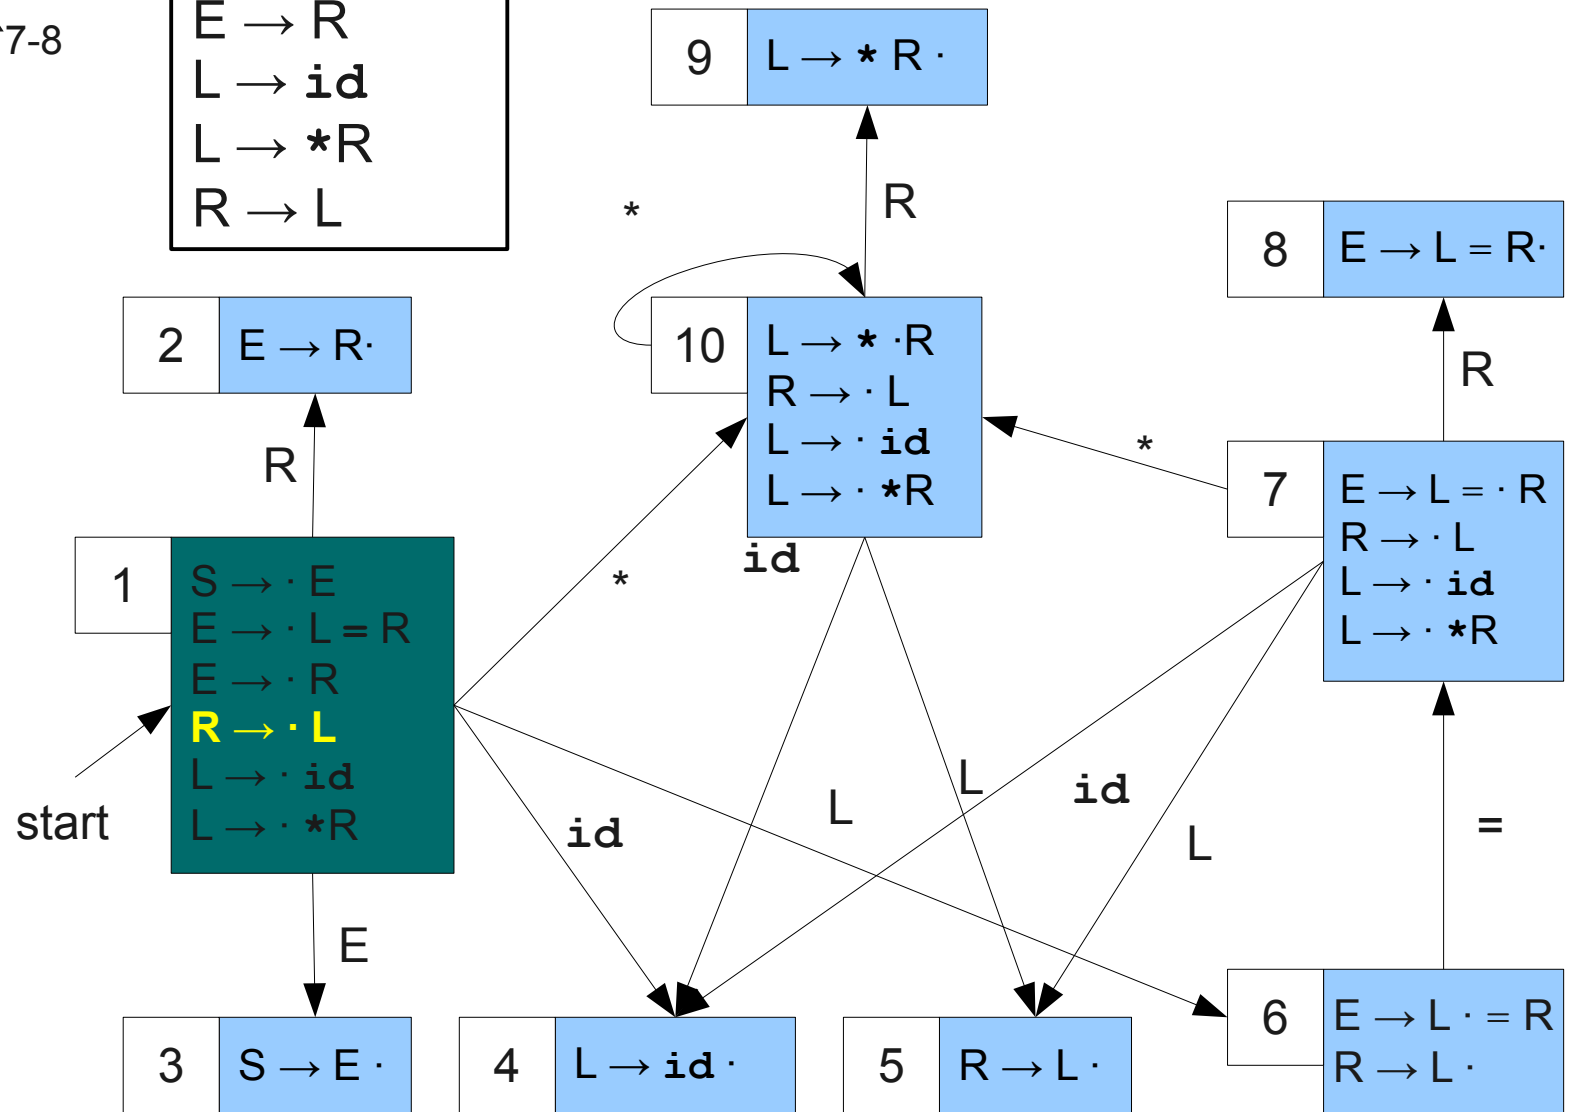 ^7-8
E → R
L → id
L → *R
R → L
9
L → * R ·
R
*
8
E → L = R·
2
E → R·
10
L → * ·R
R → · L
L → · id
L → · *R
R
R
*
7
E → L = · R
R → · L
L → · id
L → · *R
id
*
1
S → · E
E → · L = R
E → · R
R → · L
L → · id
L → · *R
start
id
L
L
id
L
=
E
3
S → E ·
4
L → id ·
5
R → L ·
6
E → L · = R
R → L ·